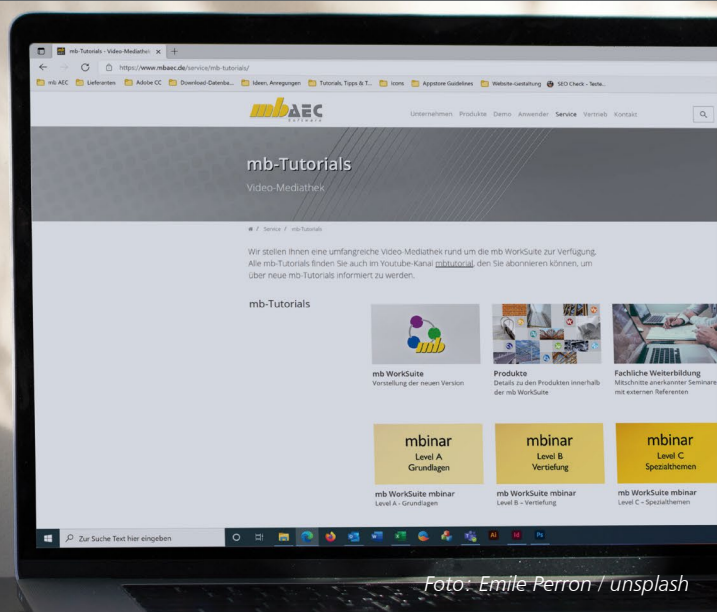 mb-Tutorials - Video-Mediathek
https://www.mbaec.de/service/mb-tutorials/
mb AEC Lieferanten Adobe CC Download-Datenba... Ideen, Anregungen Tutorials, Tipps & T... Icons Appstore Guidelines Website-Gestaltung SEO Check - Teste...
mbAEC
Software
Unternehmen Produkte Demo Anwender Service Vertrieb Kontakt
mb-Tutorials
Video-Mediathek
/ Service / mb-Tutorials
Wir stellen Ihnen eine umfangreiche Video-Mediathek rund um die mb WorkSuite zur Verfügung.
Alle mb-Tutorials finden Sie auch im Youtube-Kanal mbtutorial, den Sie abonnieren können, um
über neue mb-Tutorials informiert zu werden.
mb-Tutorials
mb
mb WorkSuite
Vorstellung der neuen Version
Produkte
Details zu den Produkten innerhalb
der mb WorkSuite
Fachliche Weiterbildung
Mitschnitte anerkannter Seminare
mit externen Referenten
mbinar
Level A
Grundlagen
mbinar
Level B
Vertiefung
mbinar
Level C
Spezialthemen
mb WorkSuite mbinar
Level A - Grundlagen
mb WorkSuite mbinar
Level B – Vertiefung
mb WorkSuite mbinar
Level C – Spezialthemen
Zur Suche Text hier eingeben
Ai Id Ps
Foto: Emile Perron / unsplash